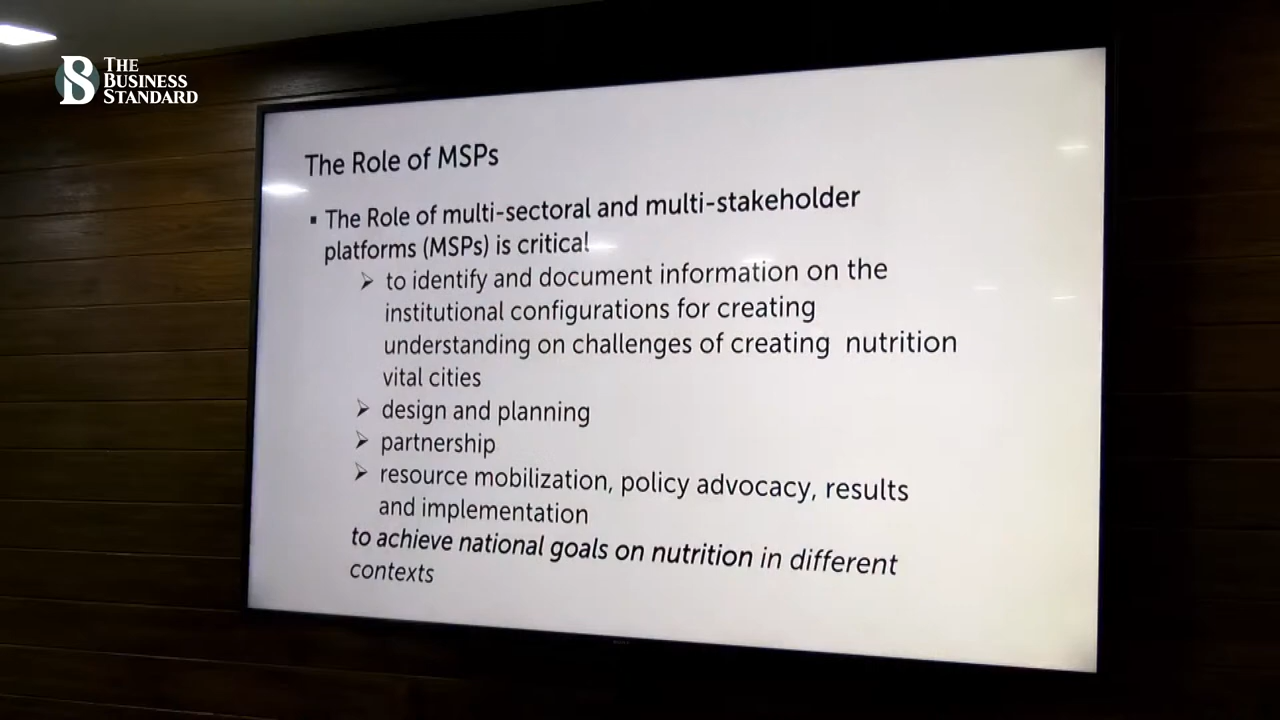 THE
BUSINESS
STANDARD
The Role of MSPs
▪ The Role of multi-sectoral and multi-stakeholder
platforms (MSPs) is critical
➢ to identify and document information on the
institutional configurations for creating
understanding on challenges of creating nutrition
vital cities
➢ design and planning
➢ partnership
➢ resource mobilization, policy advocacy, results
and implementation
to achieve national goals on nutrition in different
contexts